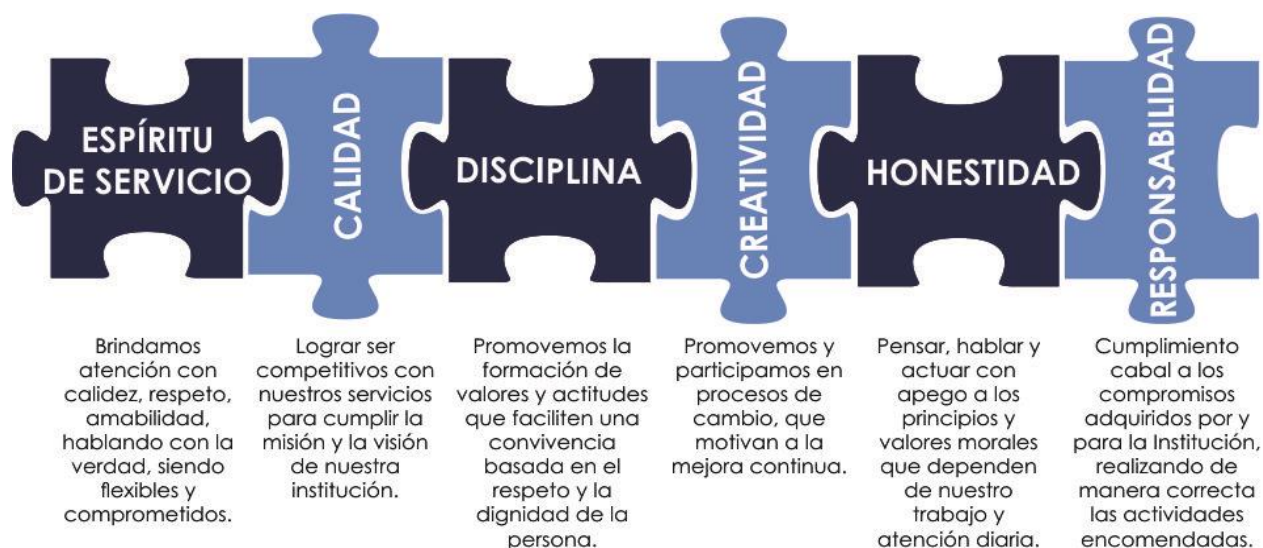 ESPÍRITU
DE SERVICIO
CALIDAD
DISCIPLINA
CREATIVIDAD
HONESTIDAD
RESPONSABILIDAD
Brindamos
atención con
calidez, respeto,
amabilidad,
hablando con la
verdad, siendo
flexibles y
comprometidos.
Lograr ser
competitivos con
nuestros servicios
para cumplir la
misión y la visión
de nuestra
institución.
Promovemos la
formación de
valores y actitudes
que faciliten una
convivencia
basada en el
respeto y la
dignidad de la
persona.
Promovemos y
participamos en
procesos de
cambio, que
motivan a la
mejora continua.
Pensar, hablar y
actuar con
apego a los
principios y
valores morales
que dependen
de nuestro
trabajo y
atención diaria.
Cumplimiento
cabal a los
compromisos
adquiridos por y
para la Institución,
realizando de
manera correcta
las actividades
encomendadas.